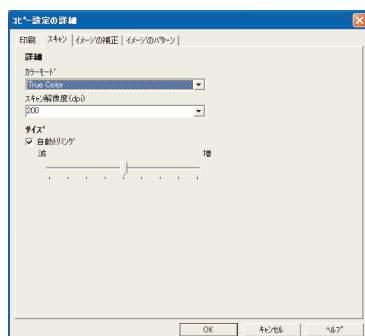 コピー設定の詳細
印刷 スキャン イメージの補正 イメージのパターン
詳細
カラーモード
True Color
スキャン解像度(dpi)
200
サイズ
自動トリミング
減 増
OK キャンセル ヘルプ